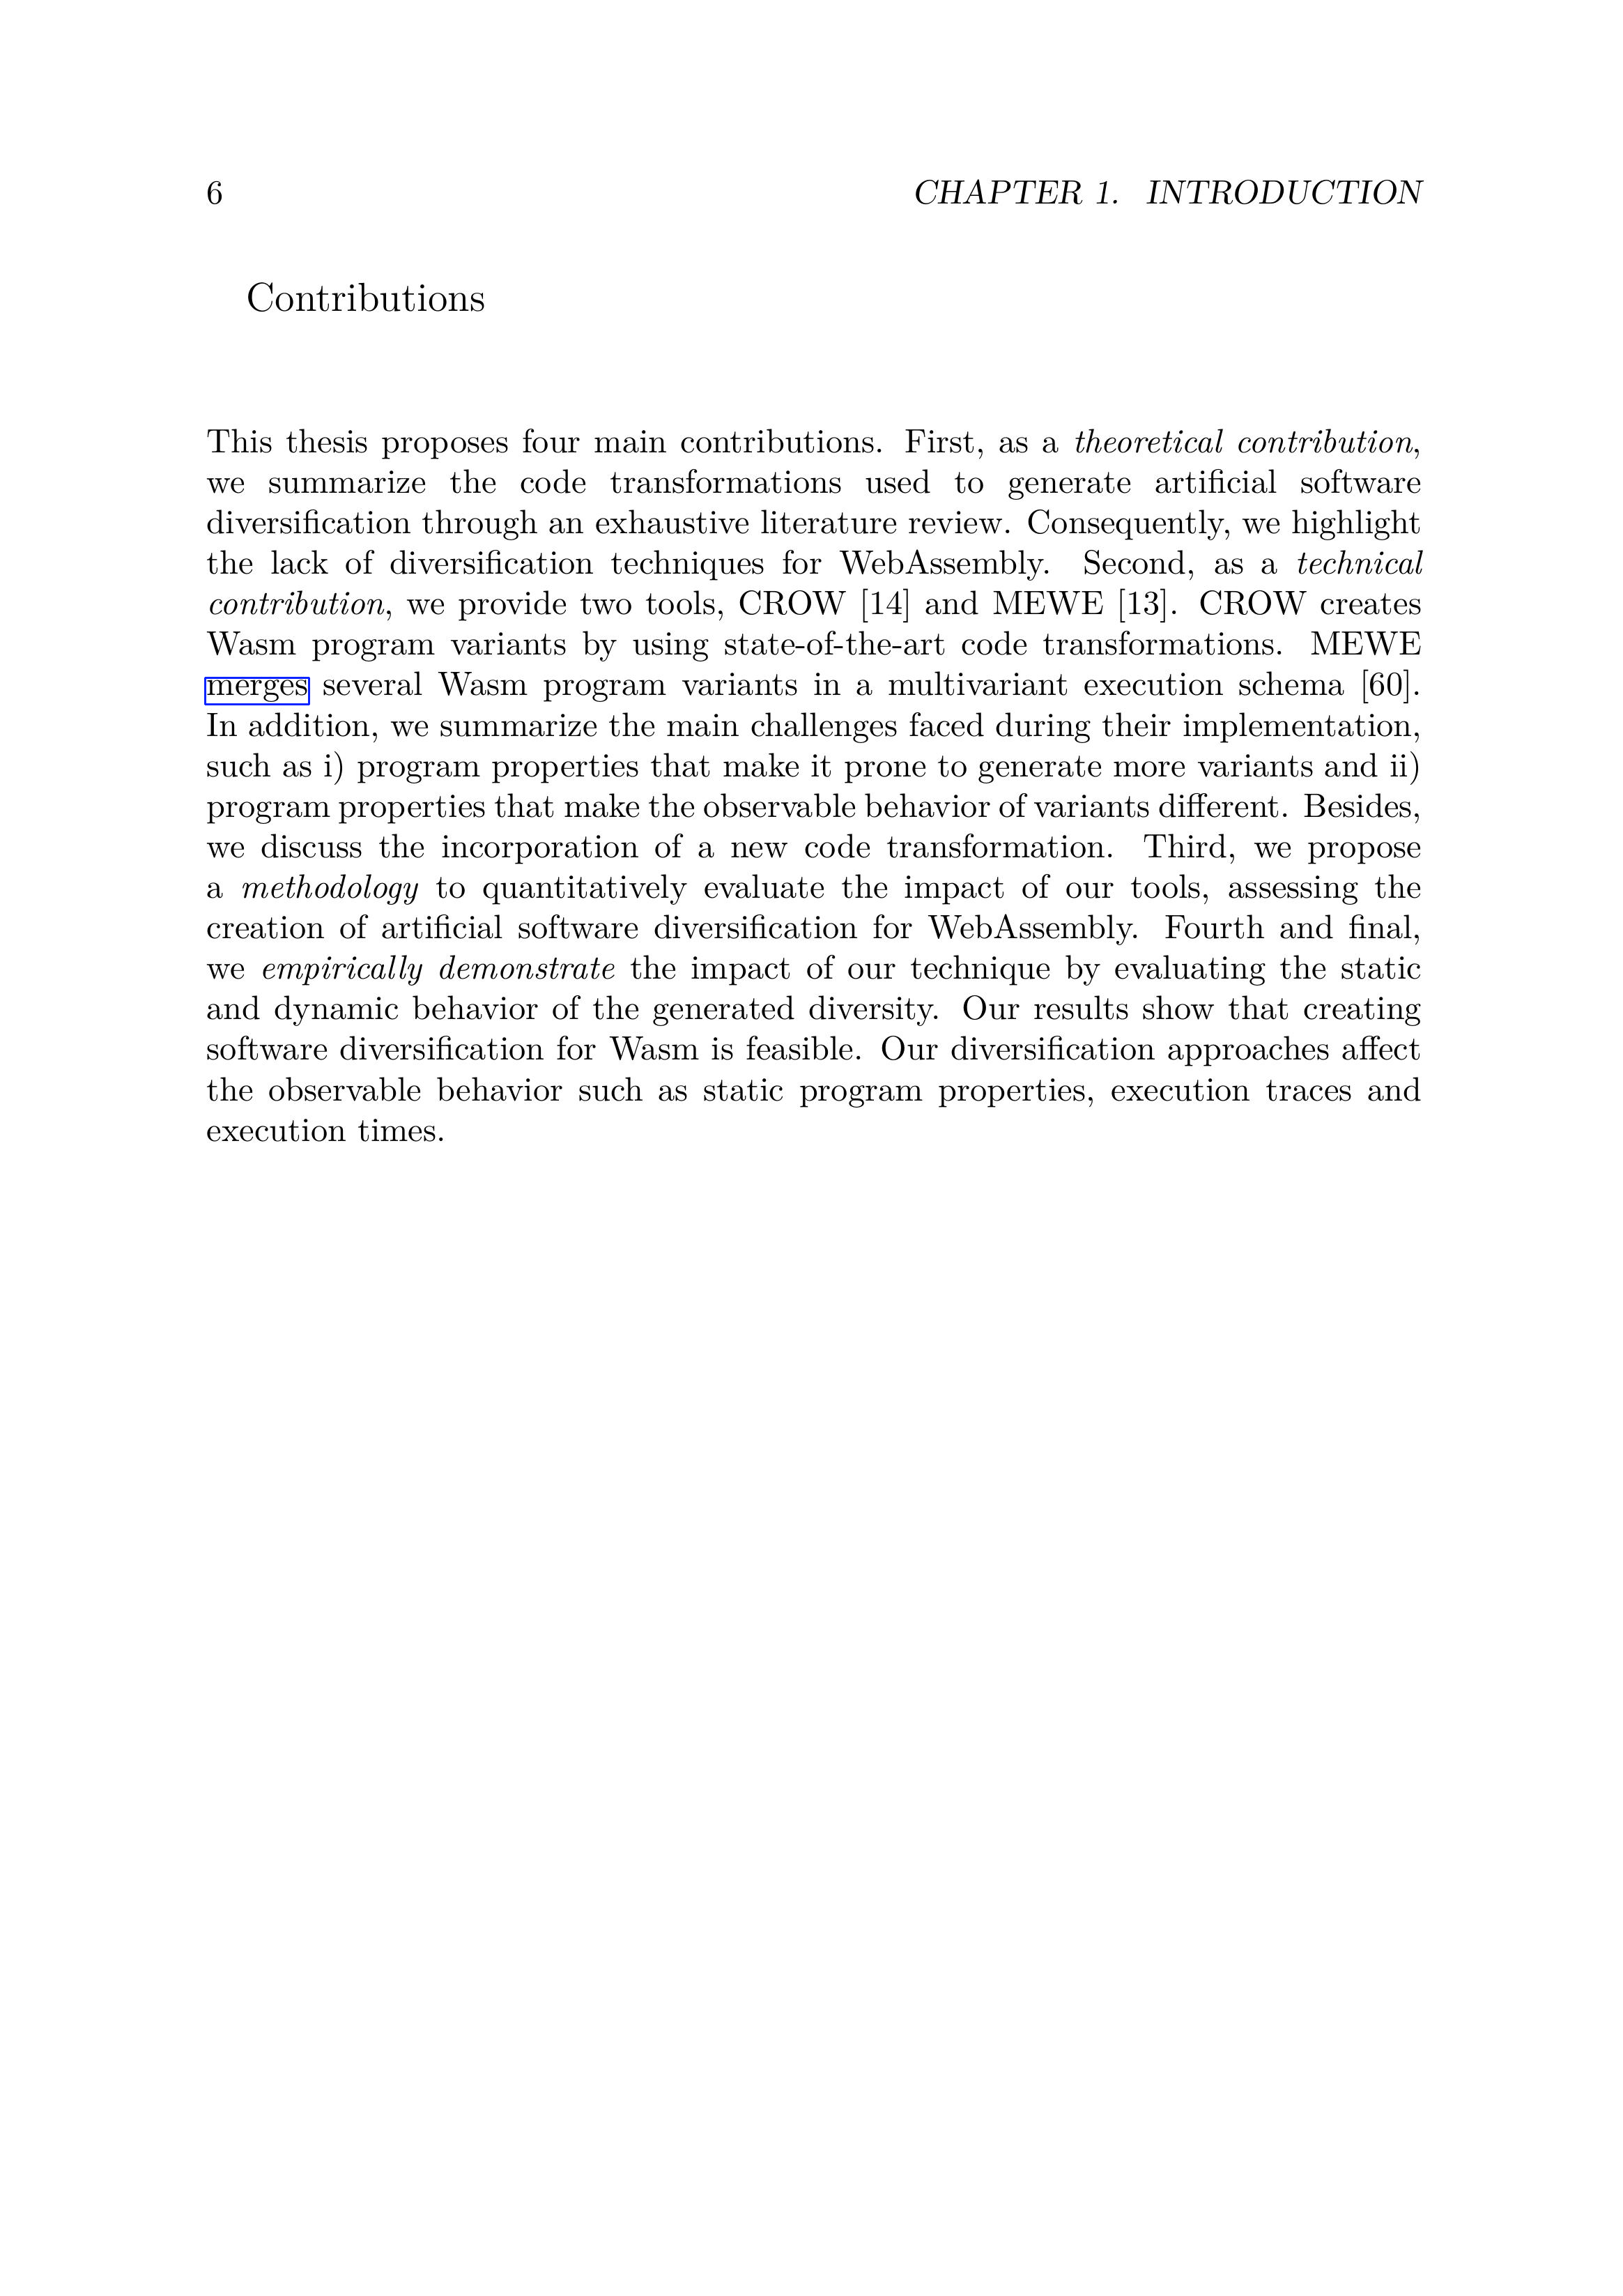 6 CHAPTER 1. INTRODUCTION
Contributions
This thesis proposes four main contributions. First, as a theoretical contribution,
we summarize the code transformations used to generate artificial software
diversification through an exhaustive literature review. Consequently, we highlight
the lack of diversification techniques for WebAssembly. Second, as a technical
contribution, we provide two tools, CROW [14] and MEWE [13]. CROW creates
Wasm program variants by using state-of-the-art code transformations. MEWE
merges several Wasm program variants in a multivariant execution schema [60].
In addition, we summarize the main challenges faced during their implementation,
such as i) program properties that make it prone to generate more variants and ii)
program properties that make the observable behavior of variants different. Besides,
we discuss the incorporation of a new code transformation. Third, we propose
a methodology to quantitatively evaluate the impact of our tools, assessing the
creation of artificial software diversification for WebAssembly. Fourth and final,
we empirically demonstrate the impact of our technique by evaluating the static
and dynamic behavior of the generated diversity. Our results show that creating
software diversification for Wasm is feasible. Our diversification approaches affect
the observable behavior such as static program properties, execution traces and
execution times.